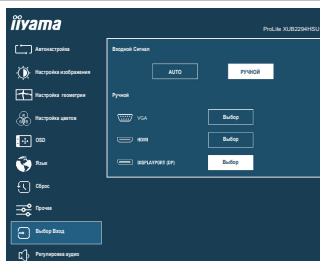 iiyama
ProLite XUB2294HSU
Автонастройка
Входной Сигнал
Настройка изображения
AUTO
РУЧНОЙ
Настройка геометрии
Ручной
Настройка цветов
VGA
Выбор
OSD
HDMI
Выбор
Язык
DISPLAYPORT (DP)
Выбор
Сброс
Прочее
Выбор Вход
Регулировка аудио